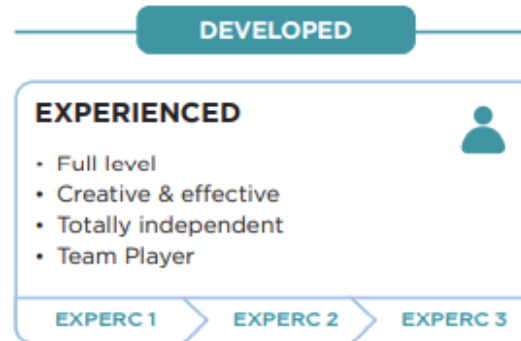 DEVELOPED
EXPERIENCED
• Full level
• Creative & effective
• Totally independent
• Team Player
EXPERC 1 EXPERC 2 EXPERC 3